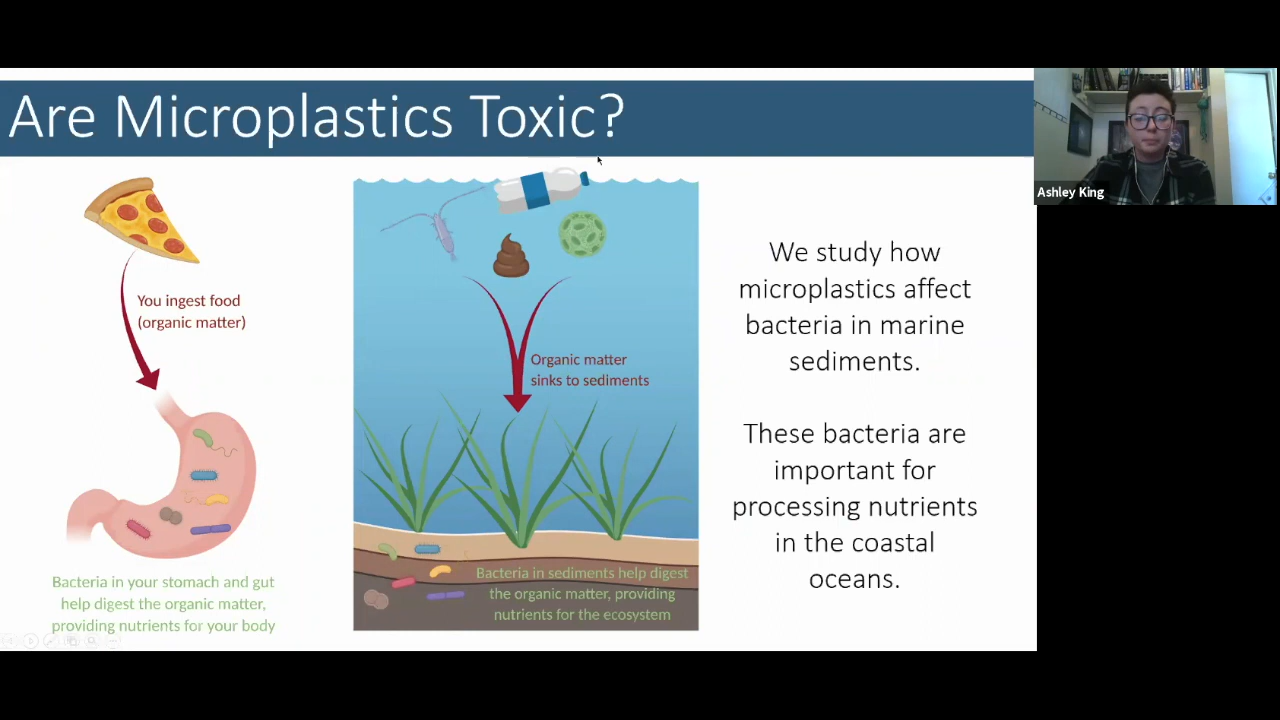 Are Microplastics Toxic?
Ashley King
You ingest food
(organic matter)
Bacteria in your stomach and gut
help digest the organic matter,
providing nutrients for your body
Organic matter
sinks to sediments
Bacteria in sediments help digest
the organic matter, providing
nutrients for the ecosystem
We study how
microplastics affect
bacteria in marine
sediments.
These bacteria are
important for
processing nutrients
in the coastal
oceans.